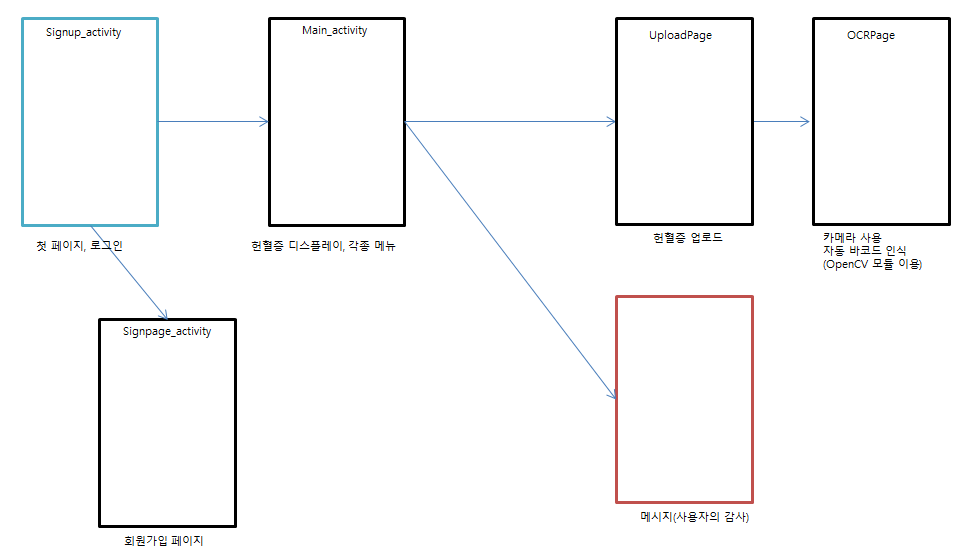 Signup_activity
Main_activity
UploadPage
OCRPage
첫 페이지, 로그인
헌혈증 디스플레이, 각종 메뉴
헌혈증 업로드
카메라 사용
자동 바코드 인식
(OpenCV 모듈 이용)
Signpage_activity
메시지(사용자의 감사)
회원가입 페이지